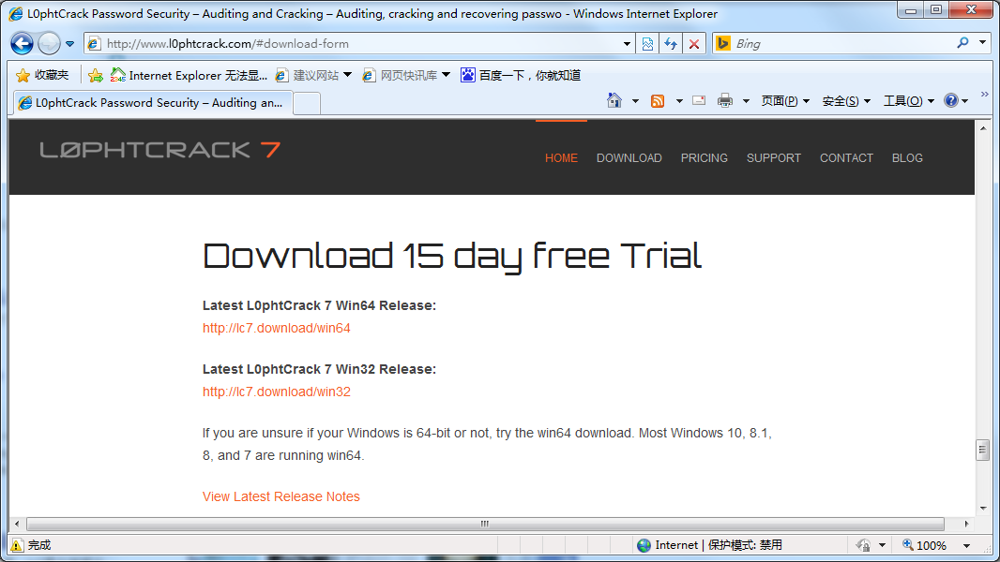 L0phtCrack Password Security – Auditing and Cracking – Auditing, cracking and recovering passwo - Windows Internet Explorer
http://www.l0phtcrack.com/#download-form
Bing
收藏夹
Internet Explorer 无法显...
建议网站
网页快讯库
百度一下，你就知道
L0phtCrack Password Security – Auditing an...
页面(P)
安全(S)
工具(O)
L0PHTCRACK 7
HOME DOWNLOAD PRICING SUPPORT CONTACT BLOG
Download 15 day free Trial
Latest L0phtCrack 7 Win64 Release:
http://lc7.download/win64
Latest L0phtCrack 7 Win32 Release:
http://lc7.download/win32
If you are unsure if your Windows is 64-bit or not, try the win64 download. Most Windows 10, 8.1,
8, and 7 are running win64.
View Latest Release Notes
完成
Internet | 保护模式: 禁用
100%